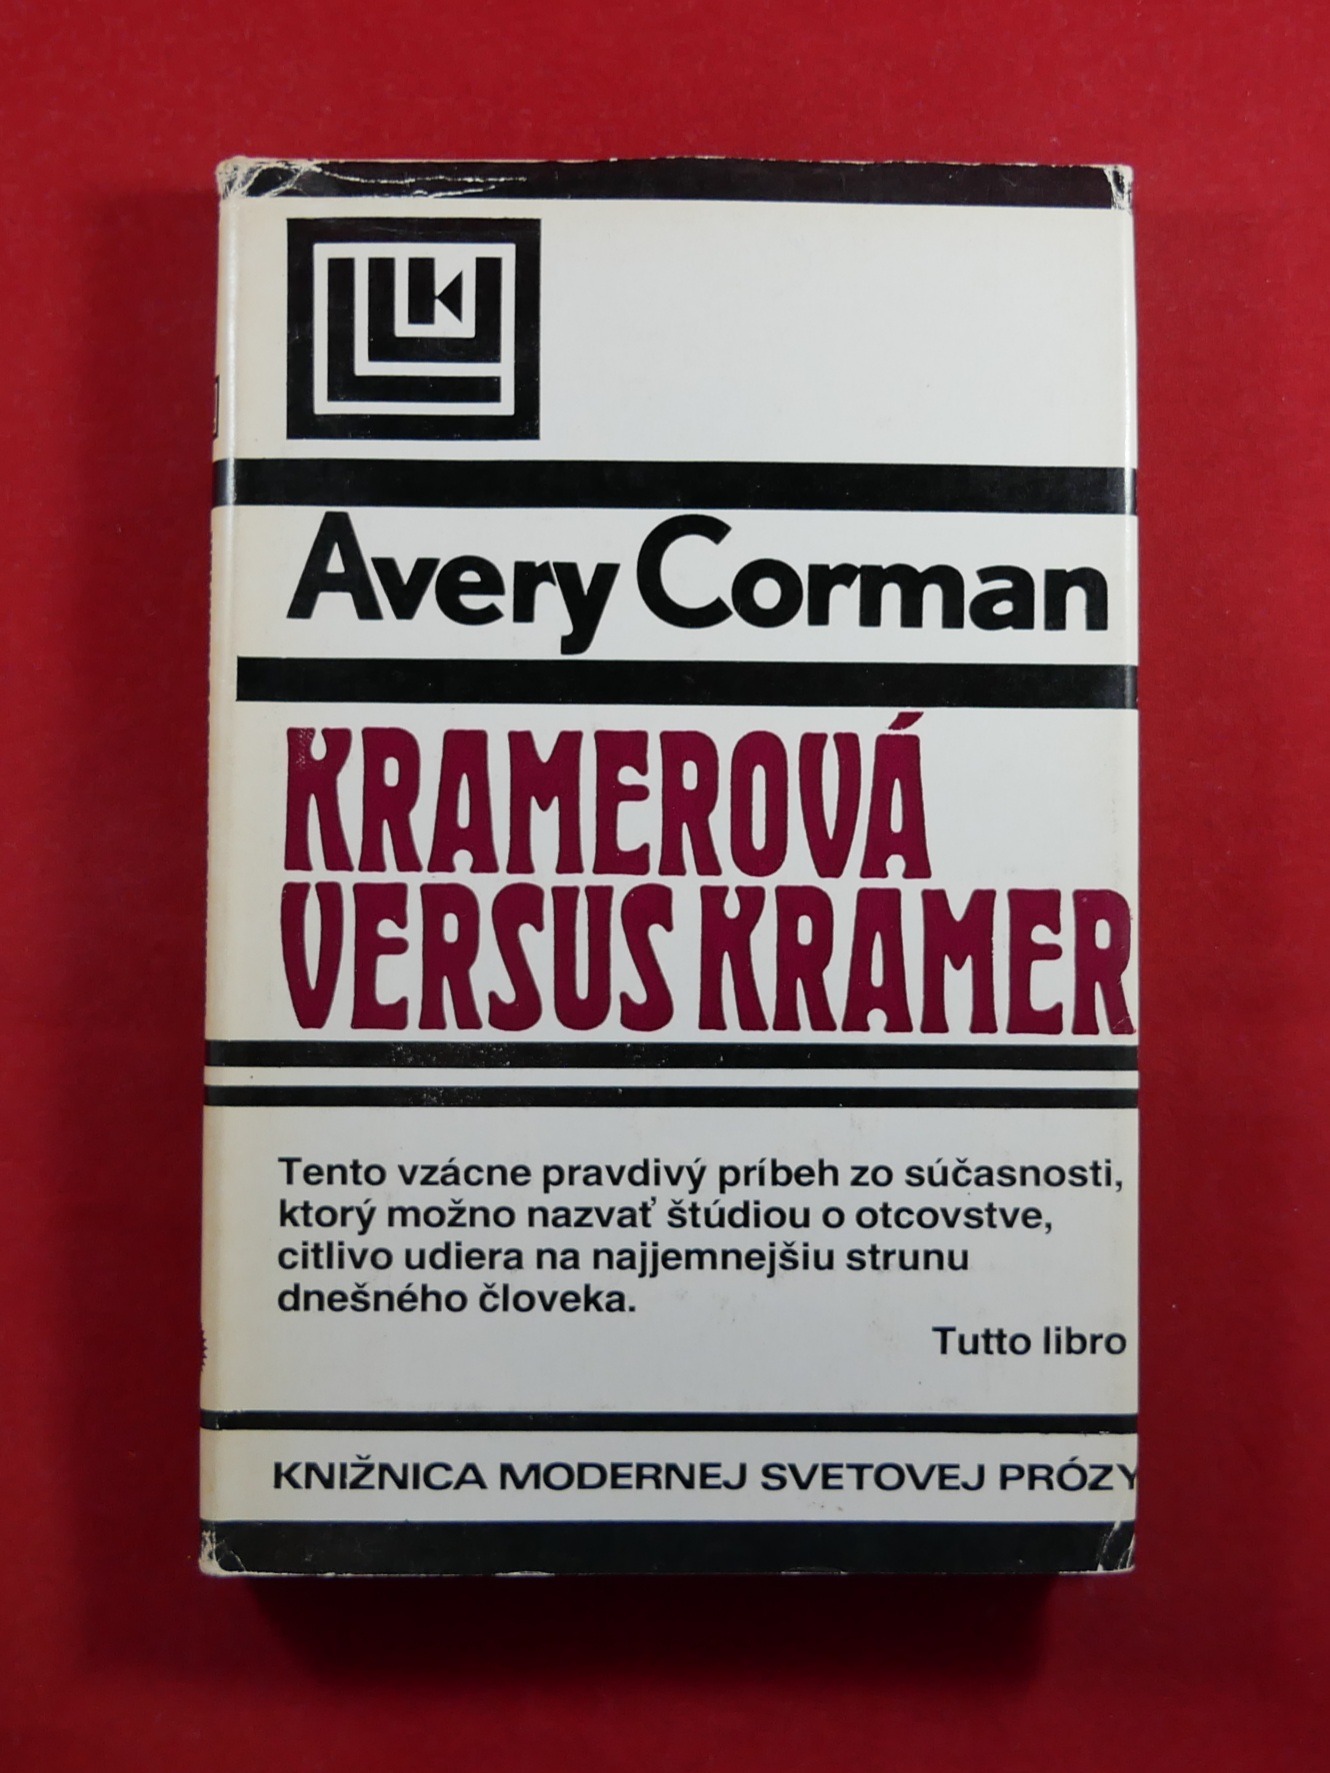 K
Avery Corman
KRAMEROVÁ
VERSUS KRAMER
Tento vzácne pravdivý príbeh zo súčasnosti,
ktorý možno nazvať štúdiou o otcovstve,
citlivo udiera na najjemnejšiu strunu
dnešného človeka.
Tutto libro
KNIŽNICA MODERNEJ SVETOVEJ PRÓZY